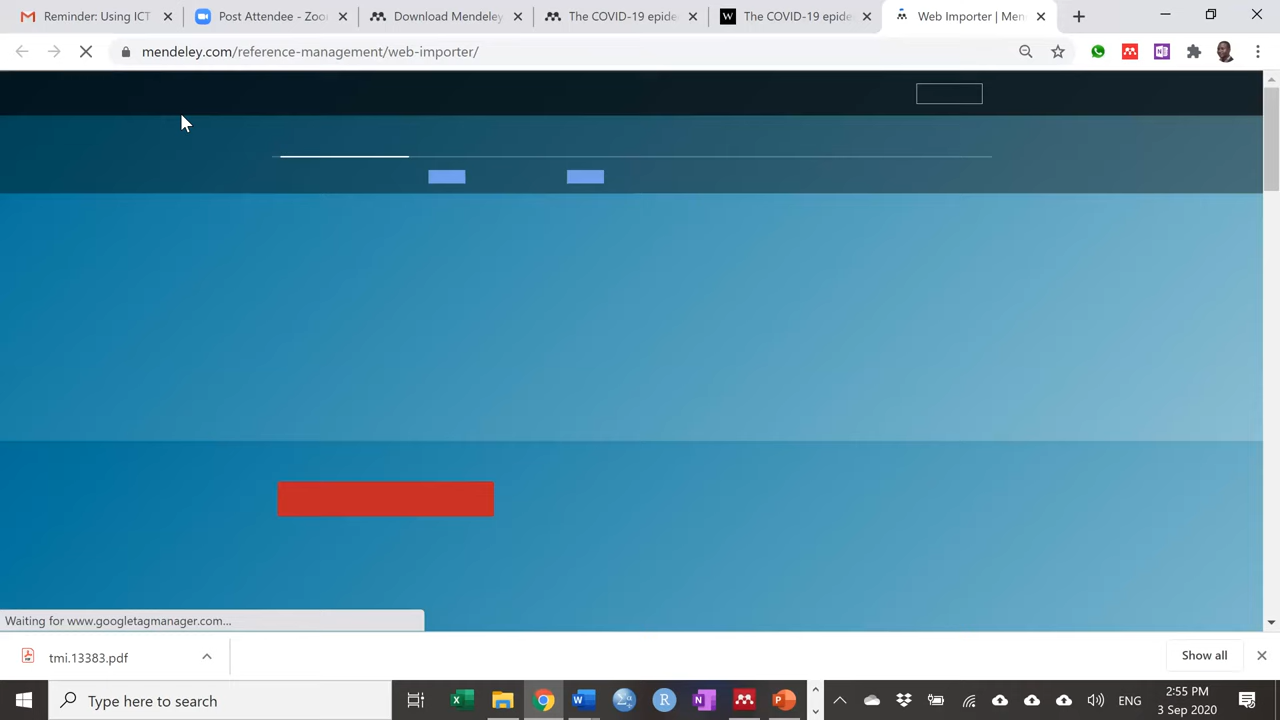 Reminder: Using ICT
Post Attendee - Zoo
Download Mendeley
The COVID-19 epide
The COVID-19 epide
Web Importer | Men
mendeley.com/reference-management/web-importer/
Waiting for www.googletagmanager.com...
tmi.13383.pdf
Show all
Type here to search
ENG
2:55 PM
3 Sep 2020